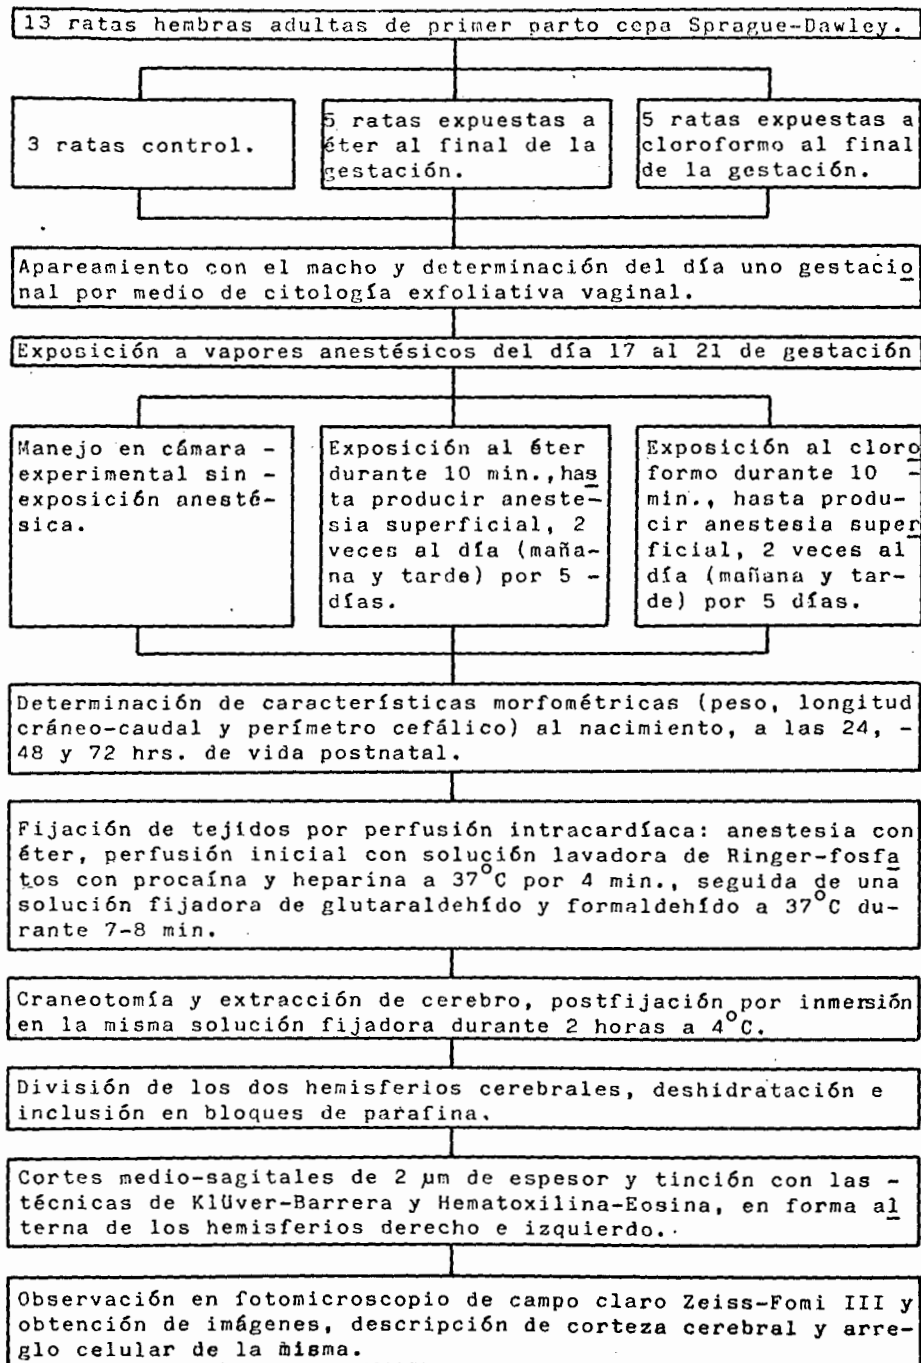 13 ratas hembras adultas de primer parto cepa Sprague-Dawley.
3 ratas control.
5 ratas expuestas a
éter al final de la
gestación.
5 ratas expuestas a
cloroformo al final
de la gestación.
Apareamiento con el macho y determinación del día uno gestacio
nal por medio de citología exfoliativa vaginal.
Exposición a vapores anestésicos del día 17 al 21 de gestación
Manejo en cámara -
experimental sin -
exposición anesté-
sica.
Exposición al éter
durante 10 min.,has
ta producir aneste-
sia superficial, 2
veces al día (maña-
na y tarde) por 5 -
días.
Exposición al cloro
formo durante 10 -
min., hasta produ-
cir anestesia super
ficial, 2 veces al
día (mañana y tar-
de) por 5 días.
Determinación de características morfométricas (peso, longitud
cráneo-caudal y perímetro cefálico) al nacimiento, a las 24, -
48 y 72 hrs. de vida postnatal.
Fijación de tejidos por perfusión intracardíaca: anestesia con
éter, perfusión inicial con solución lavadora de Ringer-fosfa
tos con procaína y heparina a 37°C por 4 min., seguida de una
solución fijadora de glutaraldehído y formaldehído a 37°C du-
rante 7-8 min.
Craneotomía y extracción de cerebro, postfijación por inmersión
en la misma solución fijadora durante 2 horas a 4°C.
División de los dos hemisferios cerebrales, deshidratación e
inclusión en bloques de parafina.
Cortes medio-sagitales de 2 µm de espesor y tinción con las -
técnicas de Klüver-Barrera y Hematoxilina-Eosina, en forma al
terna de los hemisferios derecho e izquierdo.
Observación en fotomicroscopio de campo claro Zeiss-Fomi III y
obtención de imágenes, descripción de corteza cerebral y arre-
glo celular de la misma.